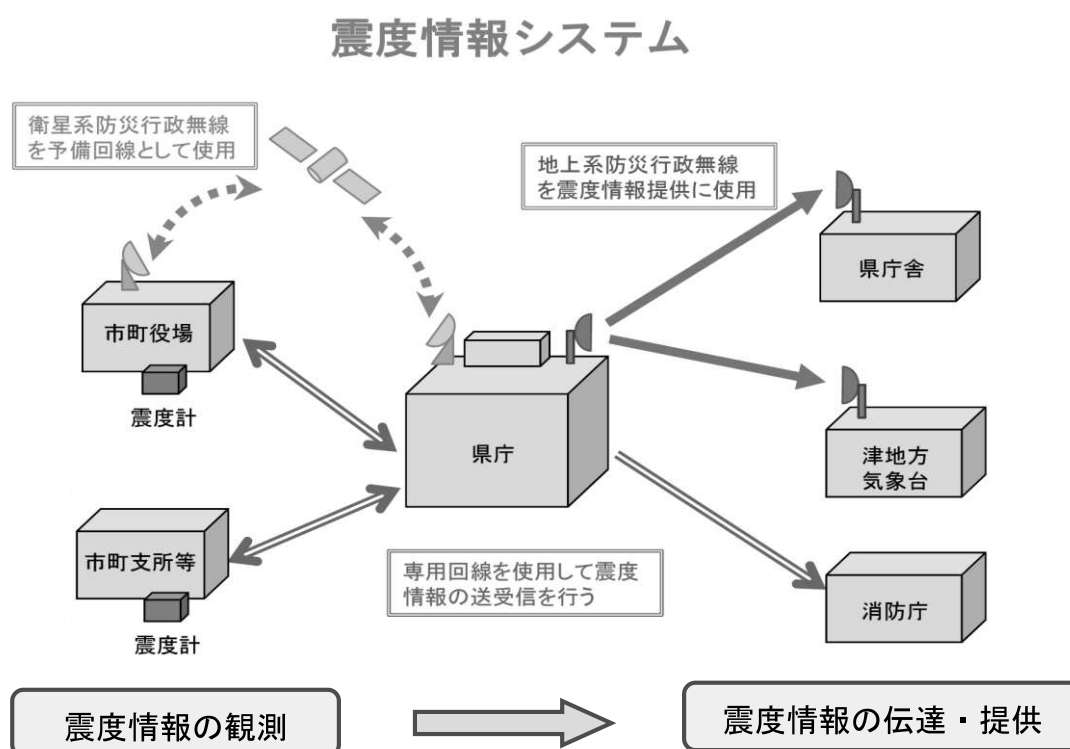 震度情報システム
衛星系防災行政無線
を予備回線として使用
地上系防災行政無線
を震度情報提供に使用
県庁舎
市町役場
震度計
県庁
津地方
気象台
市町支所等
震度計
専用回線を使用して震度
情報の送受信を行う
消防庁
震度情報の観測
震度情報の伝達・提供